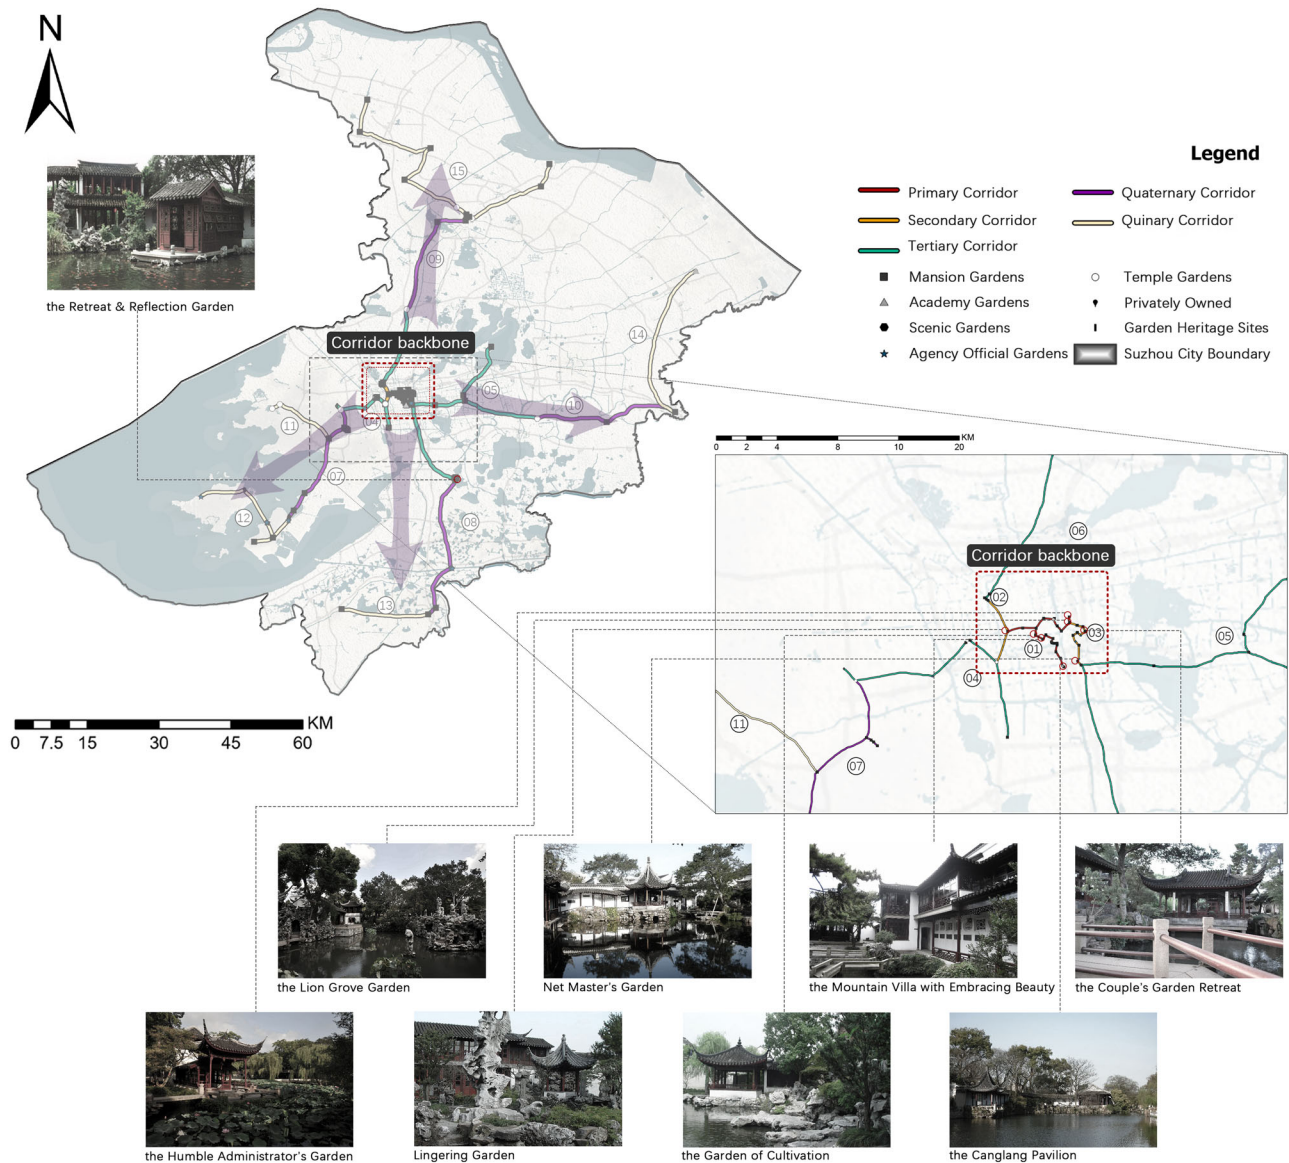 N
the Retreat & Reflection Garden
Legend
Primary Corridor
Secondary Corridor
Tertiary Corridor
Quaternary Corridor
Quinary Corridor
Mansion Gardens
Academy Gardens
Scenic Gardens
Agency Official Gardens
Temple Gardens
Privately Owned
Garden Heritage Sites
Suzhou City Boundary
15
09
Corridor backbone
14
05
10
11
04
07
12
08
13
KM
0 7.5 15 30 45 60
KM
0 2 4 8 10 20
06
Corridor backbone
02
03
01
05
04
11
07
the Lion Grove Garden
Net Master's Garden
the Mountain Villa with Embracing Beauty
the Couple's Garden Retreat
the Humble Administrator's Garden
Lingering Garden
the Garden of Cultivation
the Canglang Pavilion